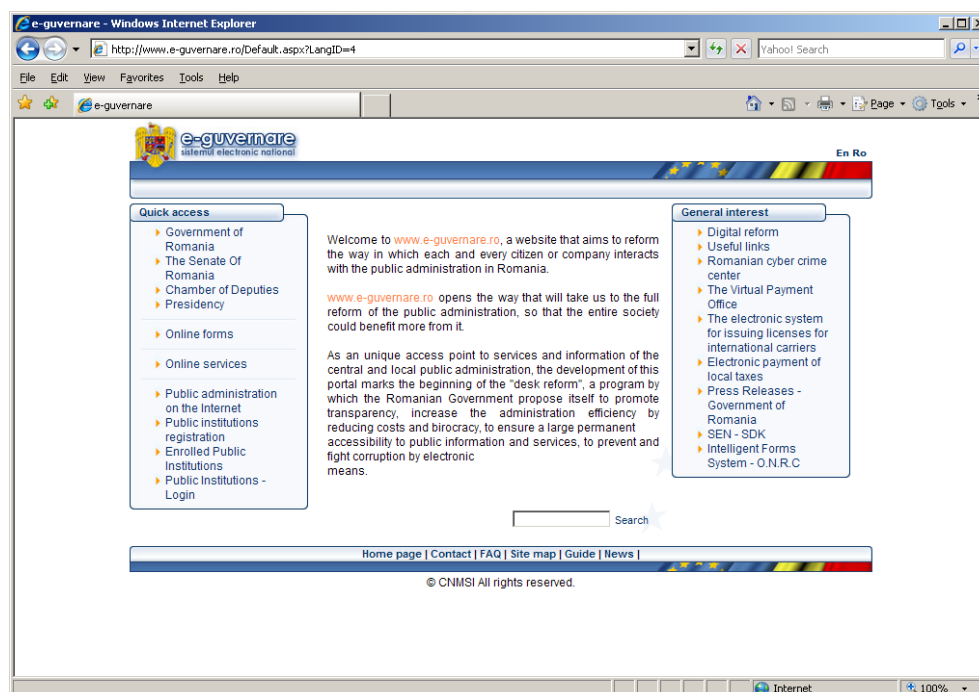 e-guvernare - Windows Internet Explorer
http://www.e-guvernare.ro/Default.aspx?LangID=4
Yahoo! Search
File Edit View Favorites Tools Help
e-guvernare
Page
Tools
e-guvernare
sistemul electronic national
En Ro
Quick access
Government of
Romania
The Senate Of
Romania
Chamber of Deputies
Presidency
Online forms
Online services
Public administration
on the Internet
Public institutions
registration
Enrolled Public
Institutions
Public Institutions -
Login
Welcome to www.e-guvernare.ro, a website that aims to reform
the way in which each and every citizen or company interacts
with the public administration in Romania.
www.e-guvernare.ro opens the way that will take us to the full
reform of the public administration, so that the entire society
could benefit more from it.
As an unique access point to services and information of the
central and local public administration, the development of this
portal marks the beginning of the "desk reform", a program by
which the Romanian Government propose itself to promote
transparency, increase the administration efficiency by
reducing costs and birocracy, to ensure a large permanent
accessibility to public information and services, to prevent and
fight corruption by electronic
means.
Search
General interest
Digital reform
Useful links
Romanian cyber crime
center
The Virtual Payment
Office
The electronic system
for issuing licenses for
international carriers
Electronic payment of
local taxes
Press Releases -
Government of
Romania
SEN - SDK
Intelligent Forms
System - O.N.R.C
Home page | Contact | FAQ | Site map | Guide | News |
© CNMSI All rights reserved.
Internet
100%